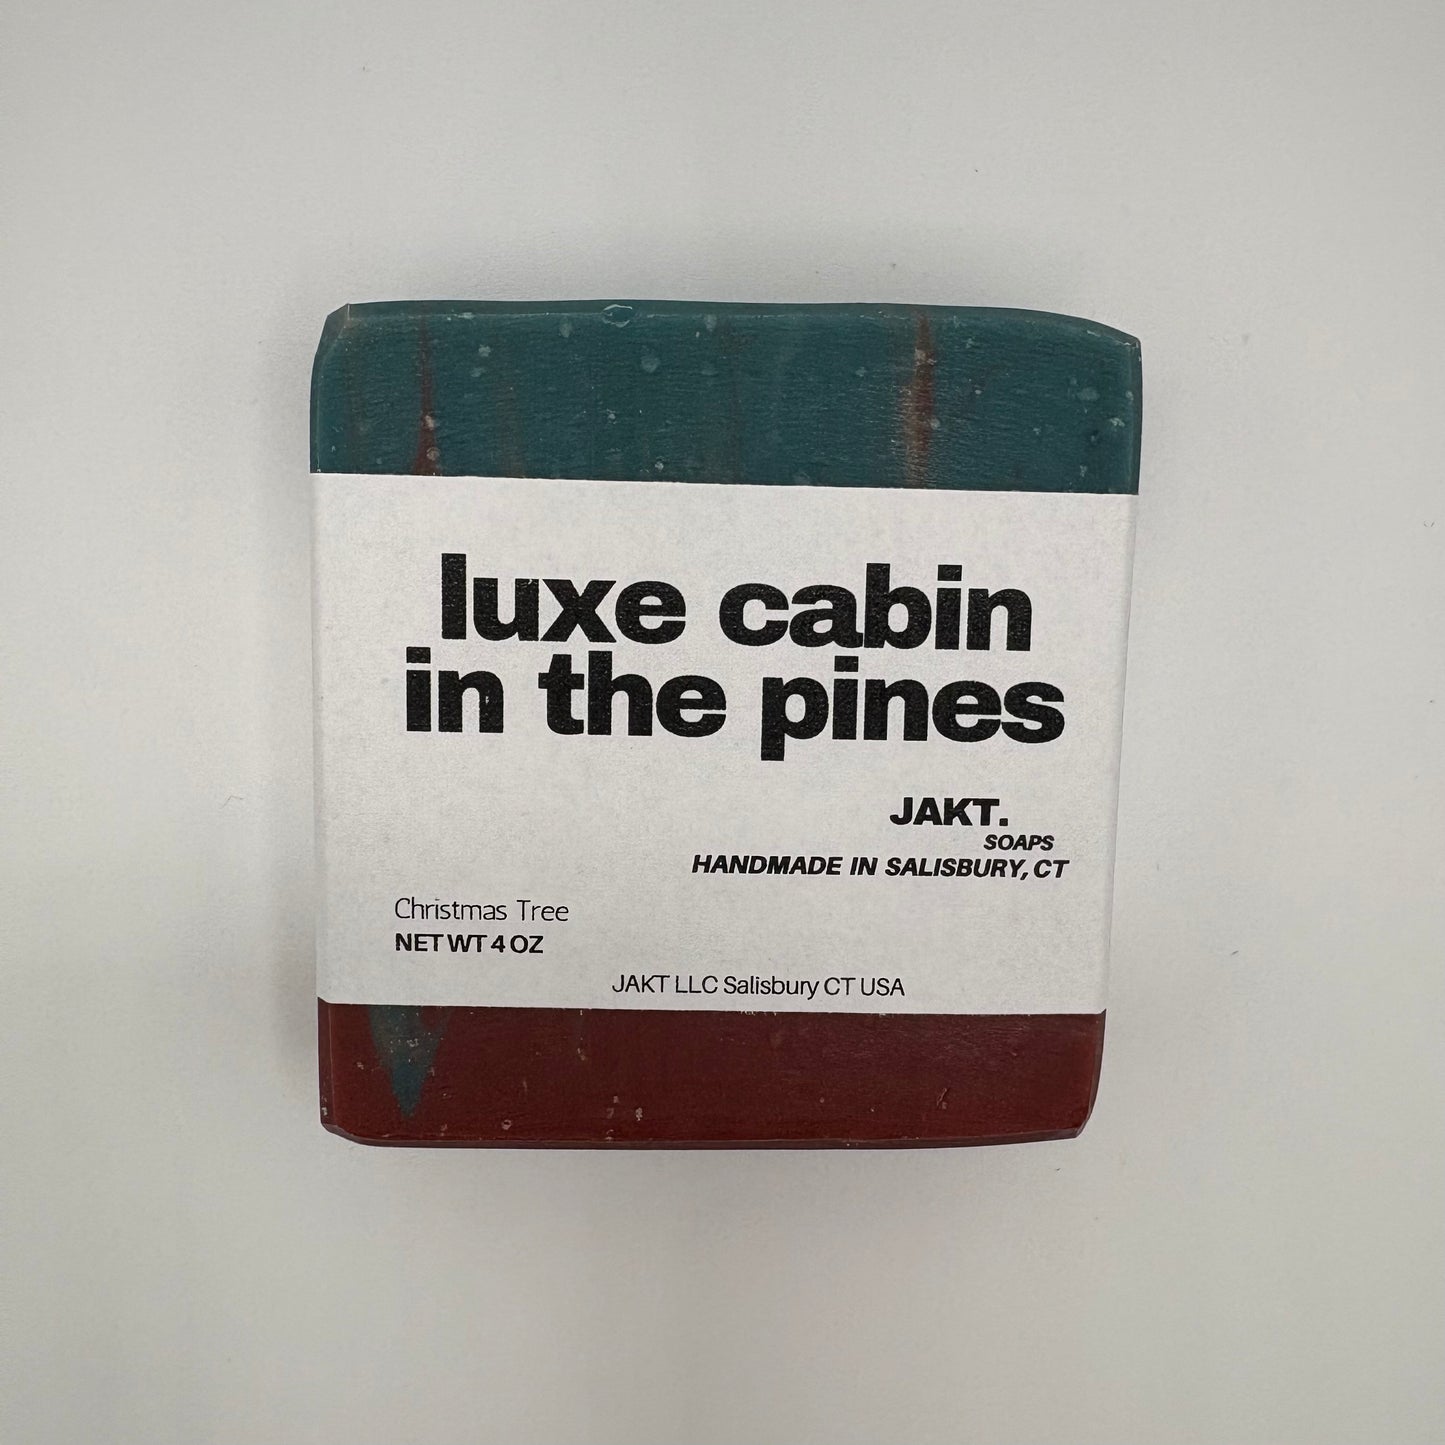 luxe cabin
in the pines
JAKT.
SOAPS
HANDMADE IN SALISBURY, CT
Christmas Tree
NET WT 4 OZ
JAKT LLC Salisbury CT USA